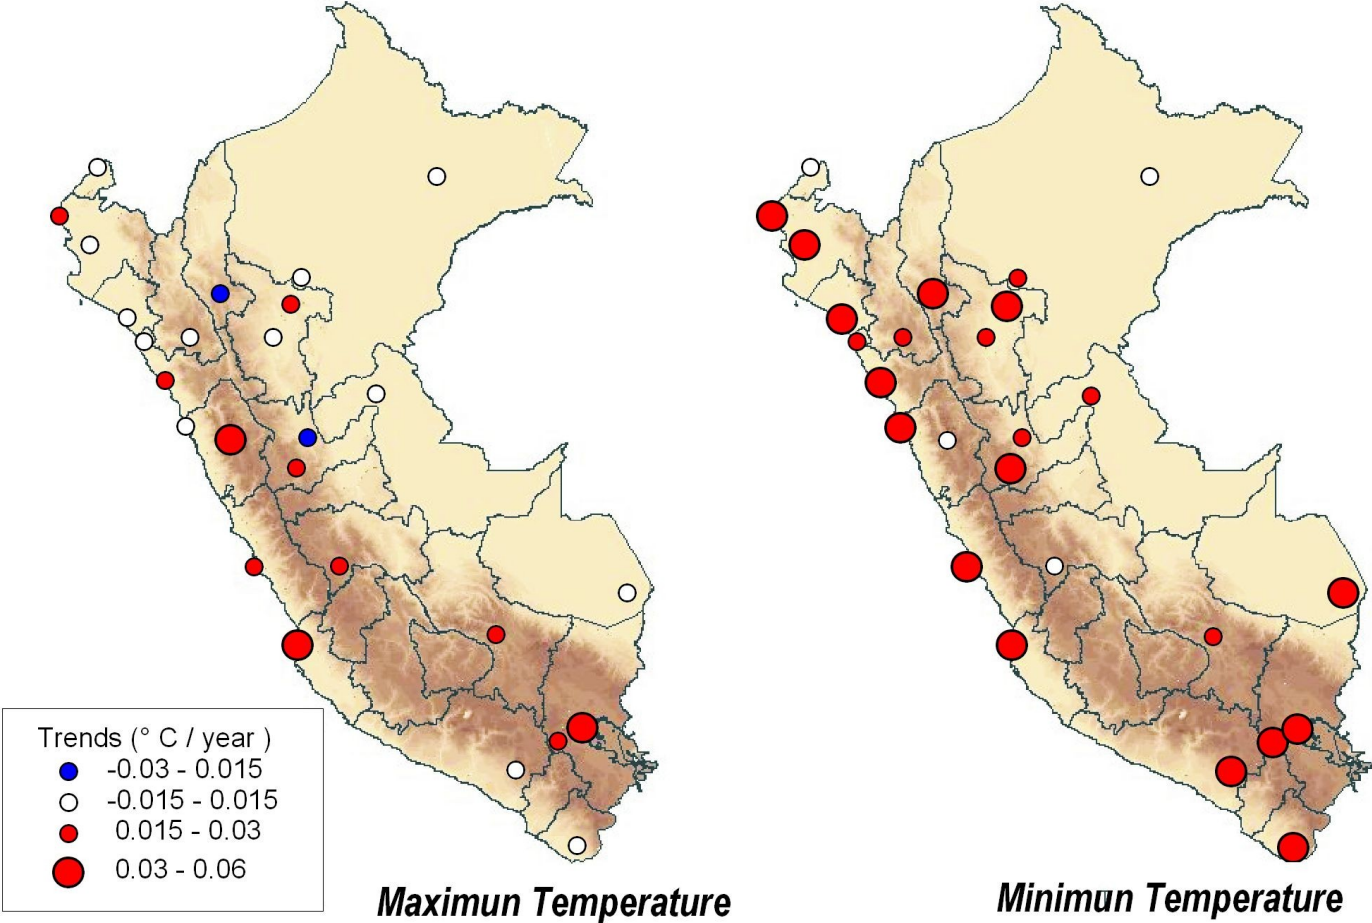 Trends (° C / year )
-0.03 - 0.015
-0.015 - 0.015
0.015 - 0.03
0.03 - 0.06
Maximun Temperature
Minimun Temperature